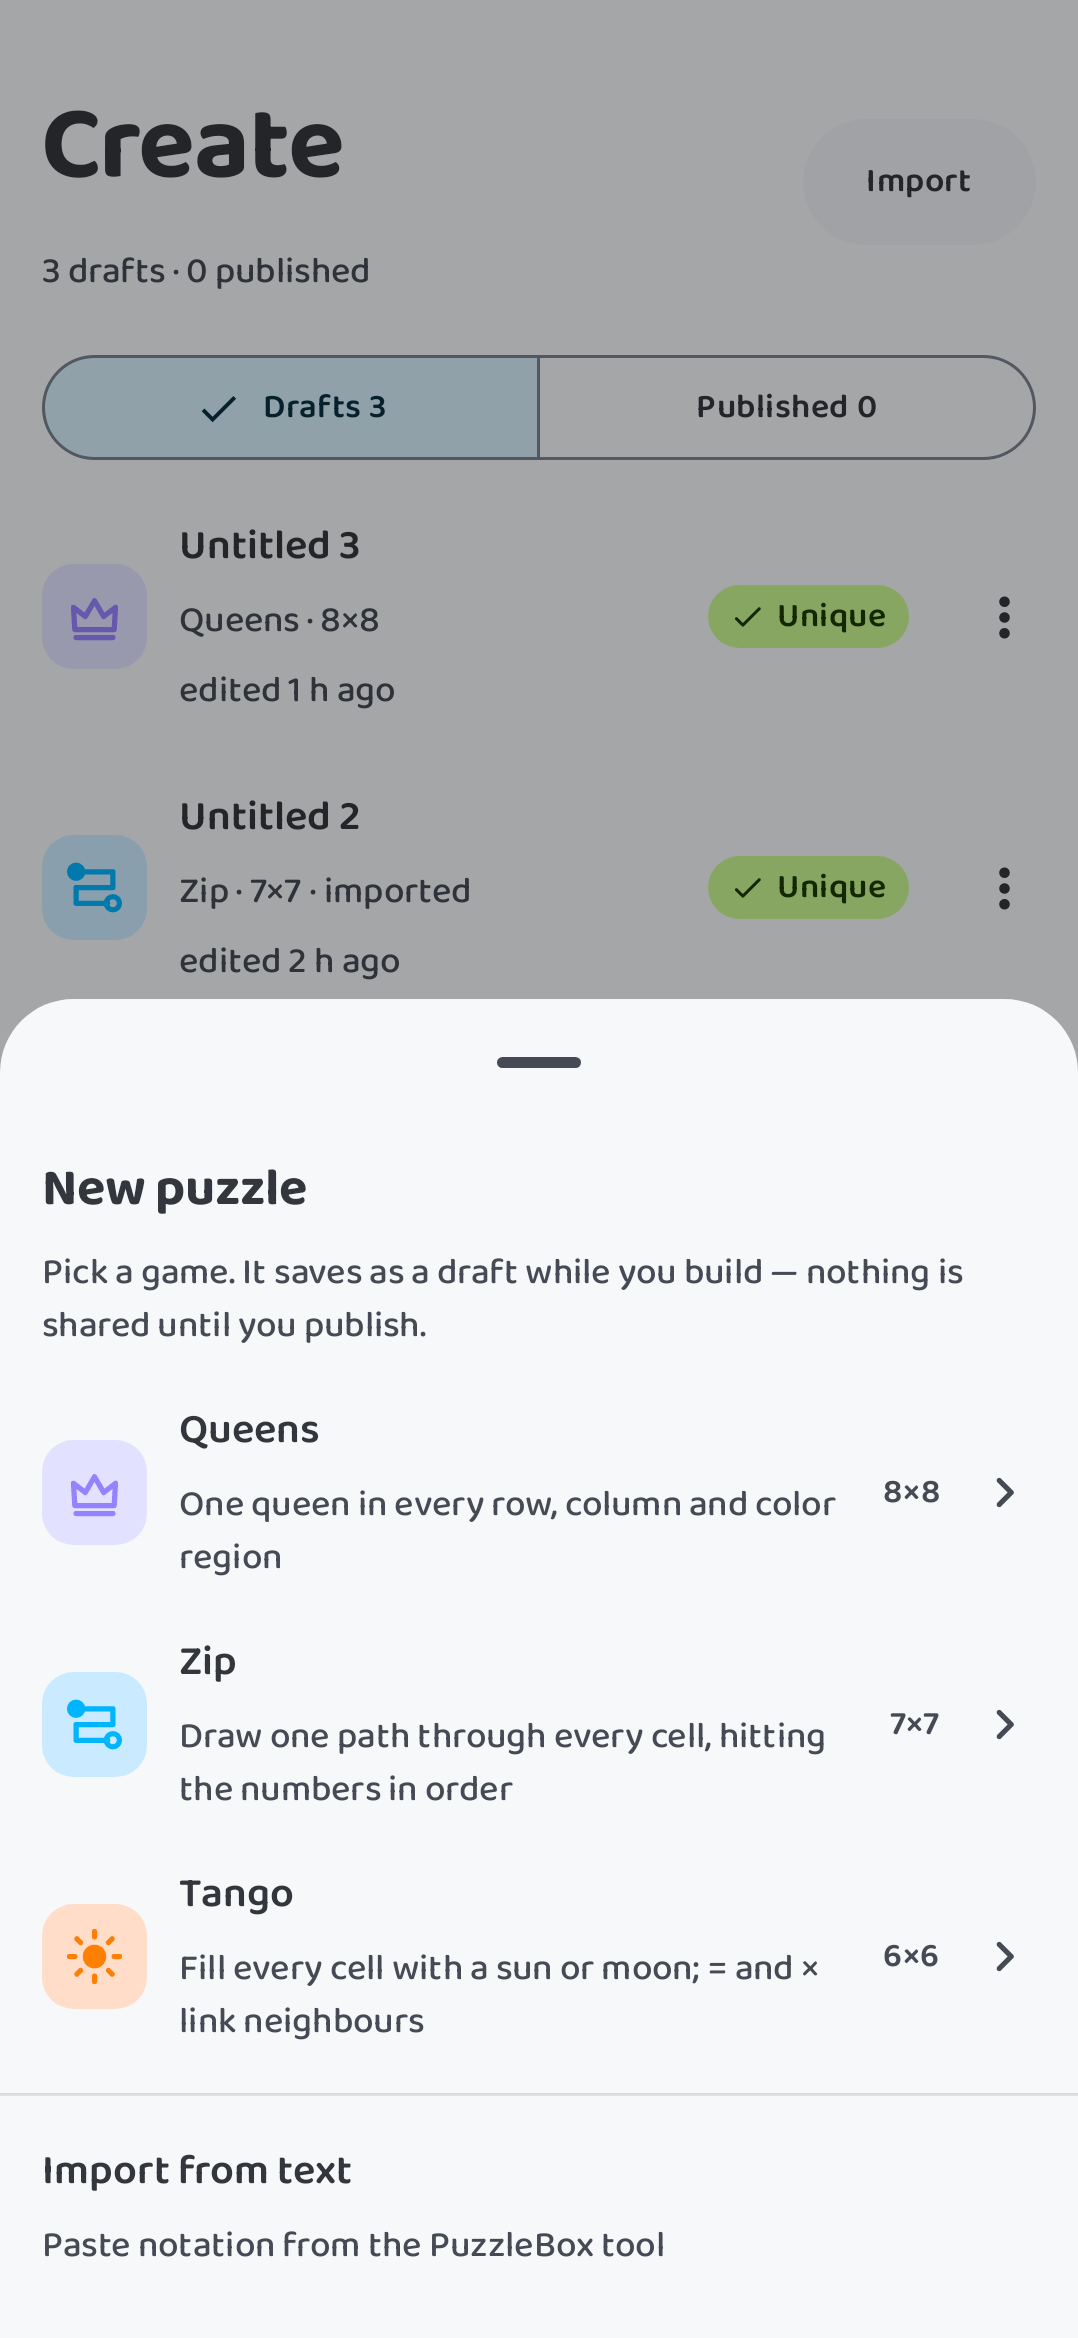 Create
Import
3 drafts · 0 published
Drafts 3
Published 0
Untitled 3
Queens · 8×8
edited 1 h ago
Unique
Untitled 2
Zip · 7×7 · imported
edited 2 h ago
Unique
New puzzle
Pick a game. It saves as a draft while you build — nothing is
shared until you publish.
Queens
One queen in every row, column and color
region
8×8
Zip
Draw one path through every cell, hitting
the numbers in order
7×7
Tango
Fill every cell with a sun or moon; = and ×
link neighbours
6×6
Import from text
Paste notation from the PuzzleBox tool